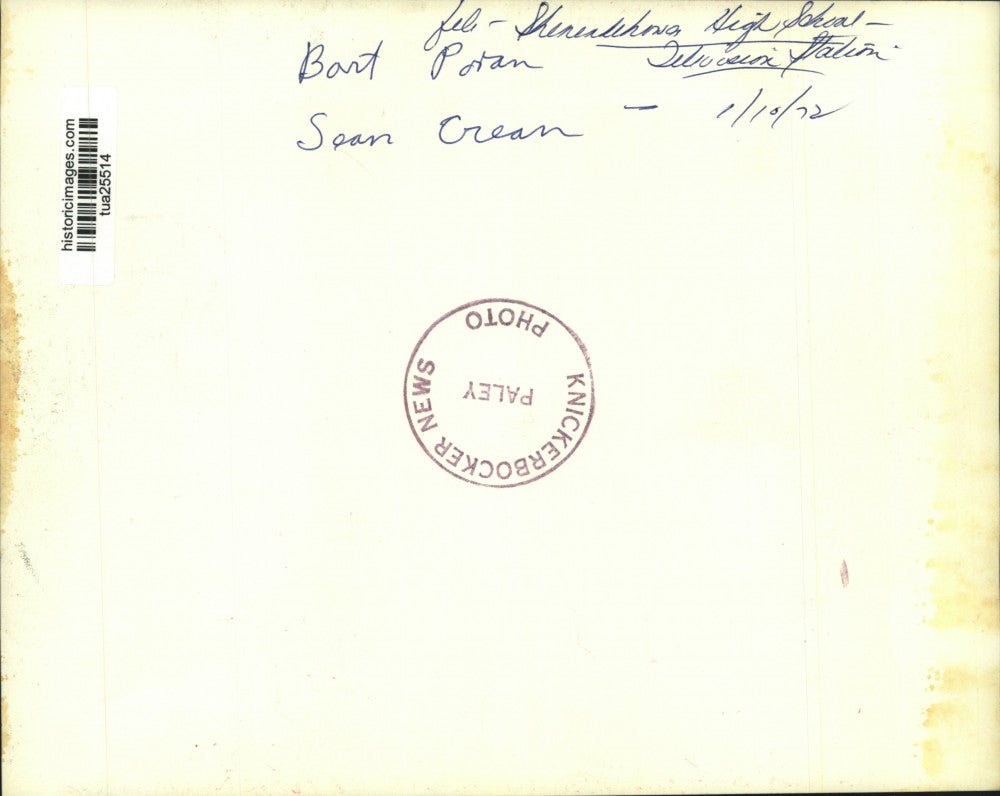 file - Shenendehowa High School -
Television Station
Bart Poran
Sean Crean - 1/10/72
historicimages.com
tua25514
PHOTO
PALEY
KNICKERBOCKER NEWS